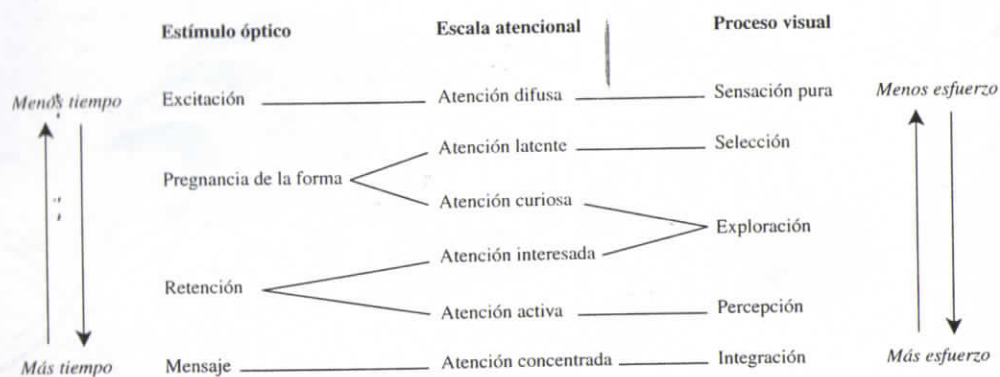 Estímulo óptico Escala atencional Proceso visual
Menos tiempo Excitación Atención difusa Sensación pura Menos esfuerzo
Atención latente Selección
Pregnancia de la forma
Atención curiosa
Exploración
Atención interesada
Retención
Atención activa Percepción
Más tiempo Mensaje Atención concentrada Integración Más esfuerzo